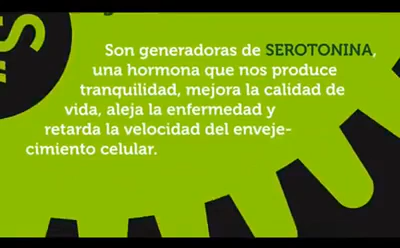 "S
Son generadoras de SEROTONINA,
una hormona que nos produce
tranquilidad, mejora la calidad de
vida, aleja la enfermedad y
retarda la velocidad del enveje-
cimiento celular.